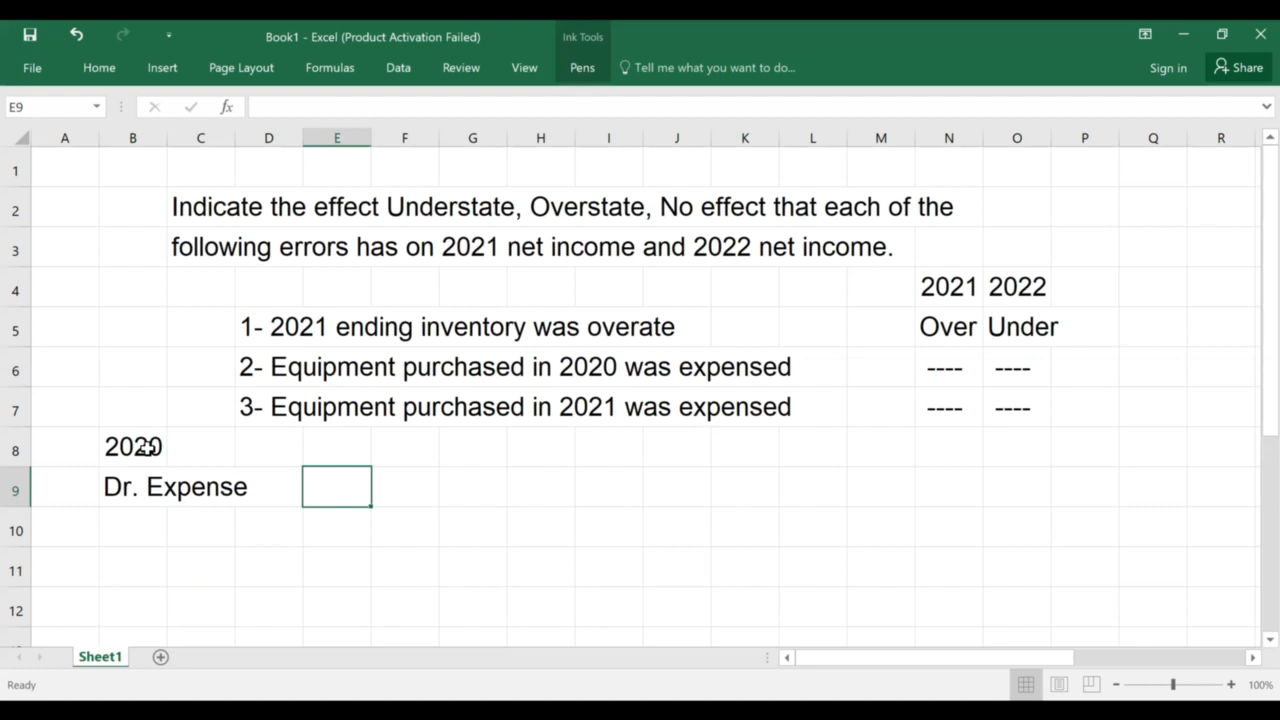 Book1 - Excel (Product Activation Failed)
Ink Tools
File Home Insert Page Layout Formulas Data Review View Pens Tell me what you want to do... Sign in Share
E9 fx
A B C D E F G H I J K L M N O P Q R
1
2 Indicate the effect Understate, Overstate, No effect that each of the
3 following errors has on 2021 net income and 2022 net income.
4 2021 2022
5 1- 2021 ending inventory was overate Over Under
6 2- Equipment purchased in 2020 was expensed ---- ----
7 3- Equipment purchased in 2021 was expensed ---- ----
8 2020
9 Dr. Expense
10
11
12
Sheet1
Ready 100%